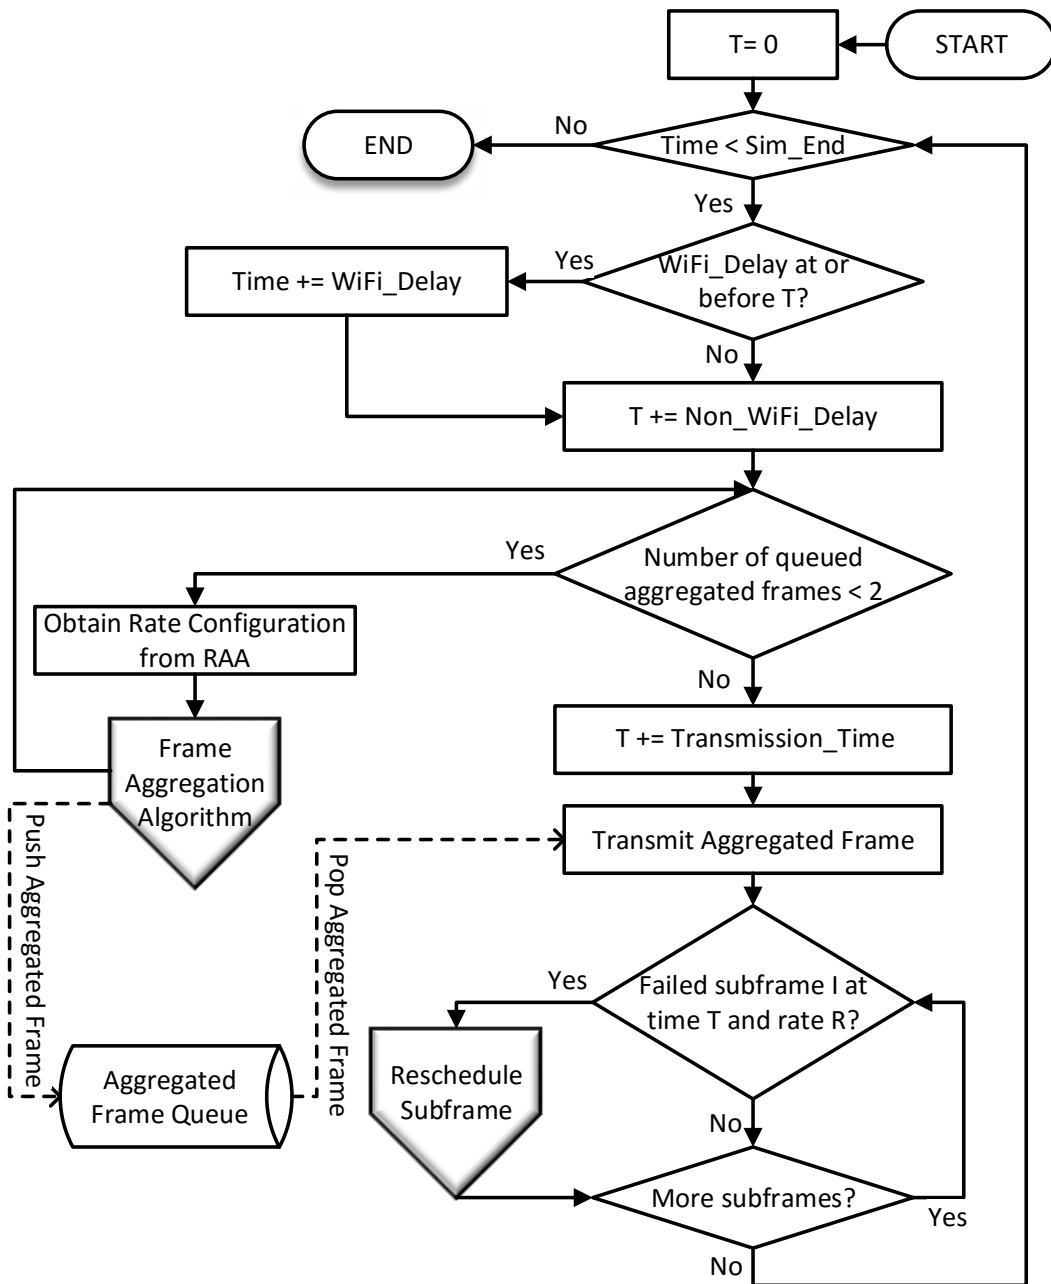 T= 0
START
END
No
Time < Sim_End
Yes
Time += WiFi_Delay
Yes
WiFi_Delay at or
before T?
No
T += Non_WiFi_Delay
Yes
Number of queued
aggregated frames < 2
Obtain Rate Configuration
from RAA
No
Frame
Aggregation
Algorithm
T += Transmission_Time
Push Aggregated Frame
Pop Aggregated Frame
Transmit Aggregated Frame
Yes
Failed subframe I at
time T and rate R?
Aggregated
Frame Queue
Reschedule
Subframe
No
More subframes?
Yes
No